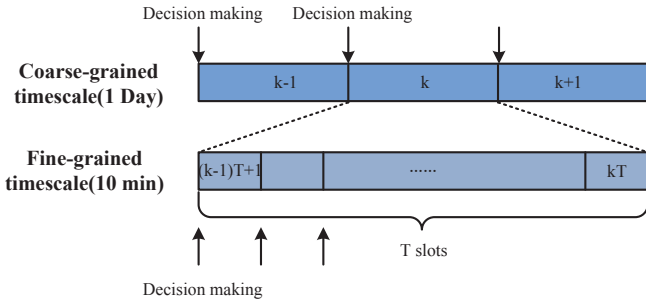 Decision making Decision making
Coarse-grained
timescale(1 Day)
k-1 k k+1
Fine-grained
timescale(10 min)
(k-1)T+1 ...... kT
T slots
Decision making